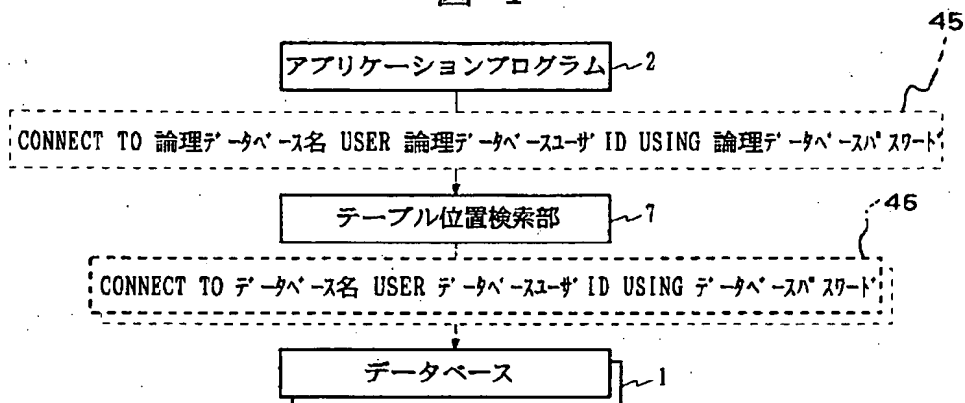 45
アプリケーションプログラム 2
CONNECT TO 論理データベース名 USER 論理データベースユーザID USING 論理データベースパスワード
テーブル位置検索部 7
46
CONNECT TO データベース名 USER データベースユーザID USING データベースパスワード
データベース 1